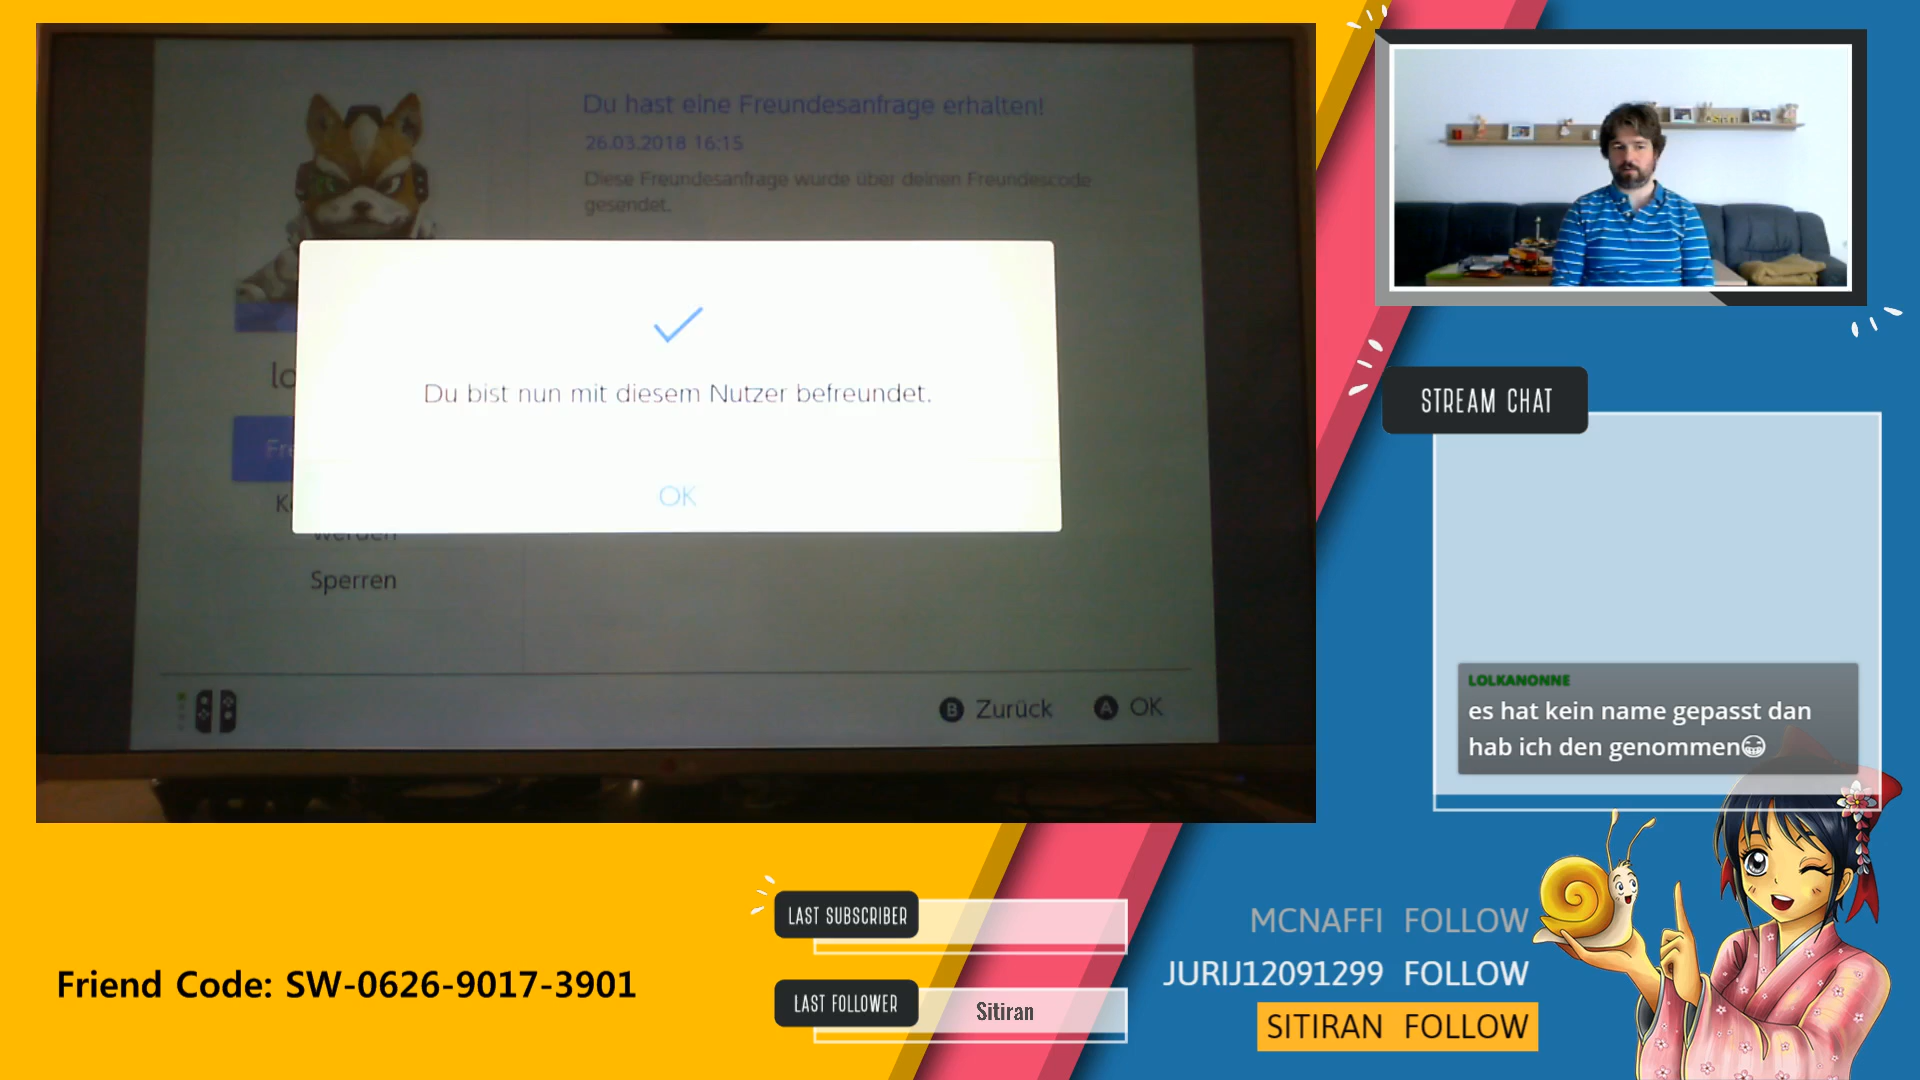 Du hast eine Freundesanfrage erhalten!
26.03.2018 16:15
Diese Freundesanfrage wurde über deinen Freundescode
gesendet.
Du bist nun mit diesem Nutzer befreundet.
OK
werden
Sperren
B Zurück
A OK
STREAM CHAT
LOLKANONNE
es hat kein name gepasst dan
hab ich den genommen😁
LAST SUBSCRIBER
LAST FOLLOWER
Sitiran
Friend Code: SW-0626-9017-3901
MCNAFFI FOLLOW
JURIJ12091299 FOLLOW
SITIRAN FOLLOW